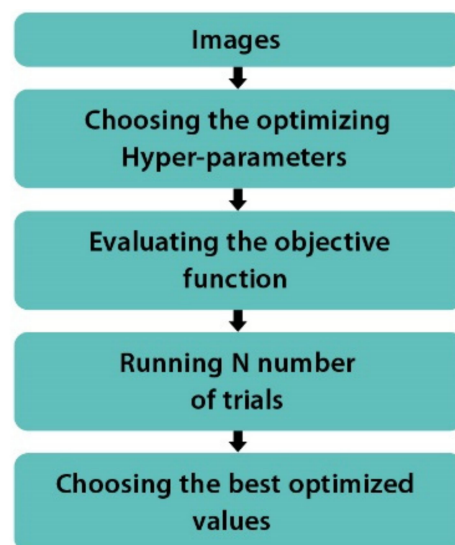 Images
Choosing the optimizing
Hyper-parameters
Evaluating the objective
function
Running N number
of trials
Choosing the best optimized
values